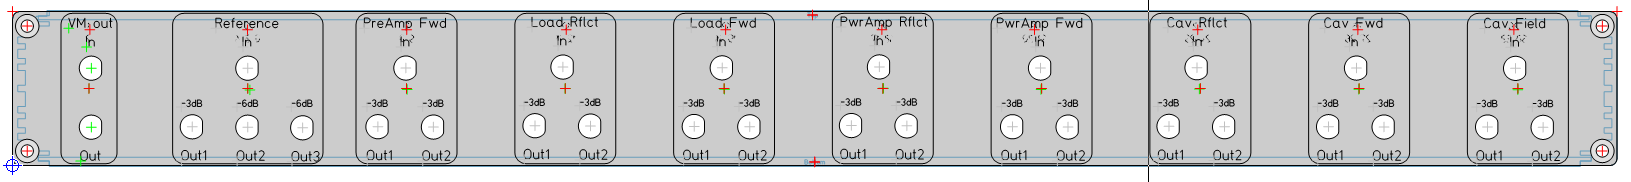 VM out Reference PreAmp Fwd Load Rflct Load Fwd PwrAmp Rflct PwrAmp Fwd Cav Rflct Cav Fwd Cav Field
In In In In In In In In In In
-3dB -6dB -6dB -3dB -3dB -3dB -3dB -3dB -3dB -3dB -3dB -3dB -3dB -3dB -3dB -3dB -3dB -3dB -3dB
Out Out1 Out2 Out3 Out1 Out2 Out1 Out2 Out1 Out2 Out1 Out2 Out1 Out2 Out1 Out2 Out1 Out2 Out1 Out2